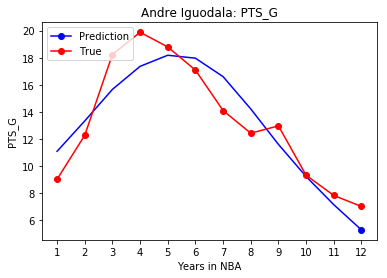 Andre Iguodala: PTS_G
Prediction
True
PTS_G
20
18
16
14
12
10
8
6
1 2 3 4 5 6 7 8 9 10 11 12
Years in NBA